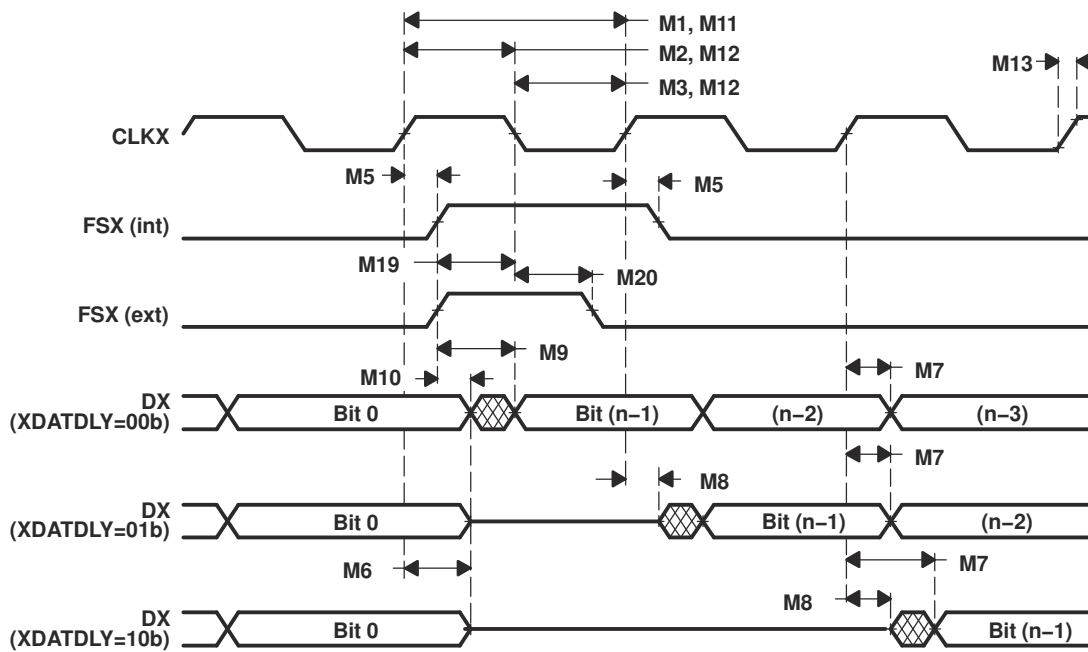 M1, M11
M2, M12
M13
M3, M12
CLKX
M5
M5
FSX (int)
M19
M20
FSX (ext)
M9
M10
M7
DX
(XDATDLY=00b)
Bit 0
Bit (n−1)
(n−2)
(n−3)
M7
M8
DX
(XDATDLY=01b)
Bit 0
Bit (n−1)
(n−2)
M6
M7
M8
DX
(XDATDLY=10b)
Bit 0
Bit (n−1)